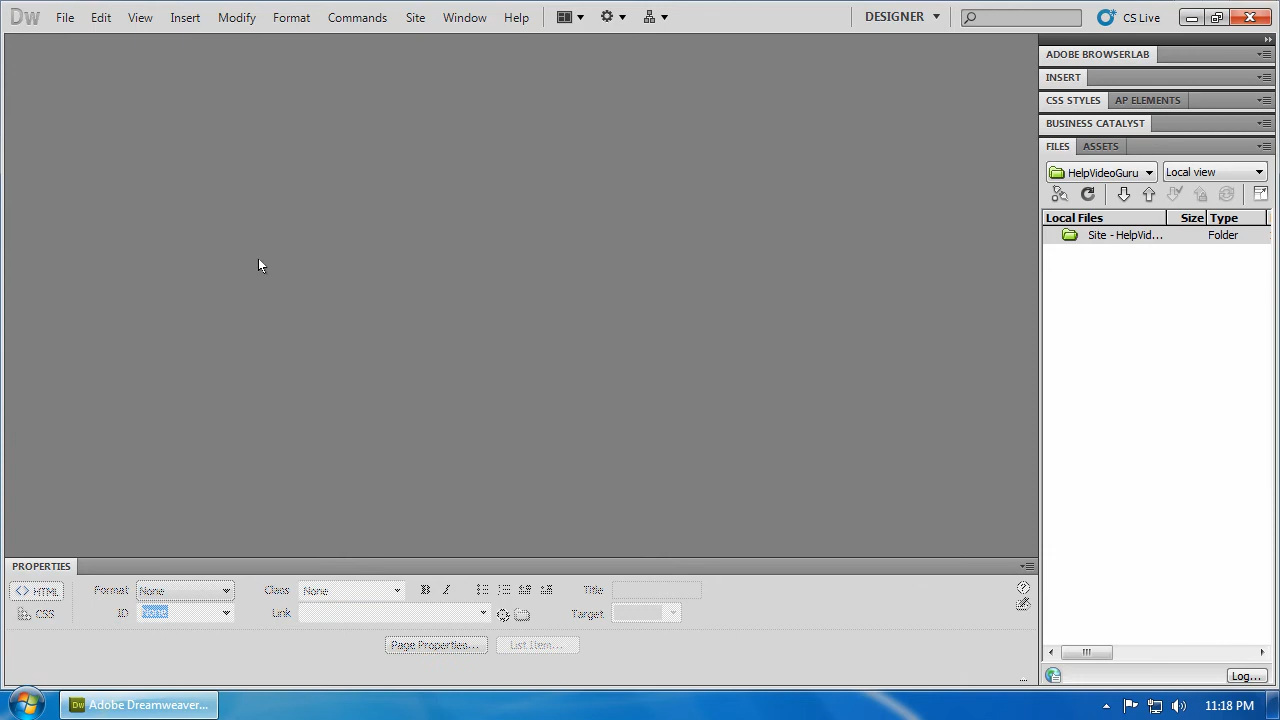 Dw File Edit View Insert Modify Format Commands Site Window Help DESIGNER CS Live
ADOBE BROWSERLAB
INSERT
CSS STYLES AP ELEMENTS
BUSINESS CATALYST
FILES ASSETS
HelpVideoGuru Local view
Local Files Size Type
Site - HelpVid... Folder
PROPERTIES
<> HTML Format None Class None B I Title
CSS ID None Link Target
Page Properties... List Item...
Log...
Dw Adobe Dreamweaver... 11:18 PM